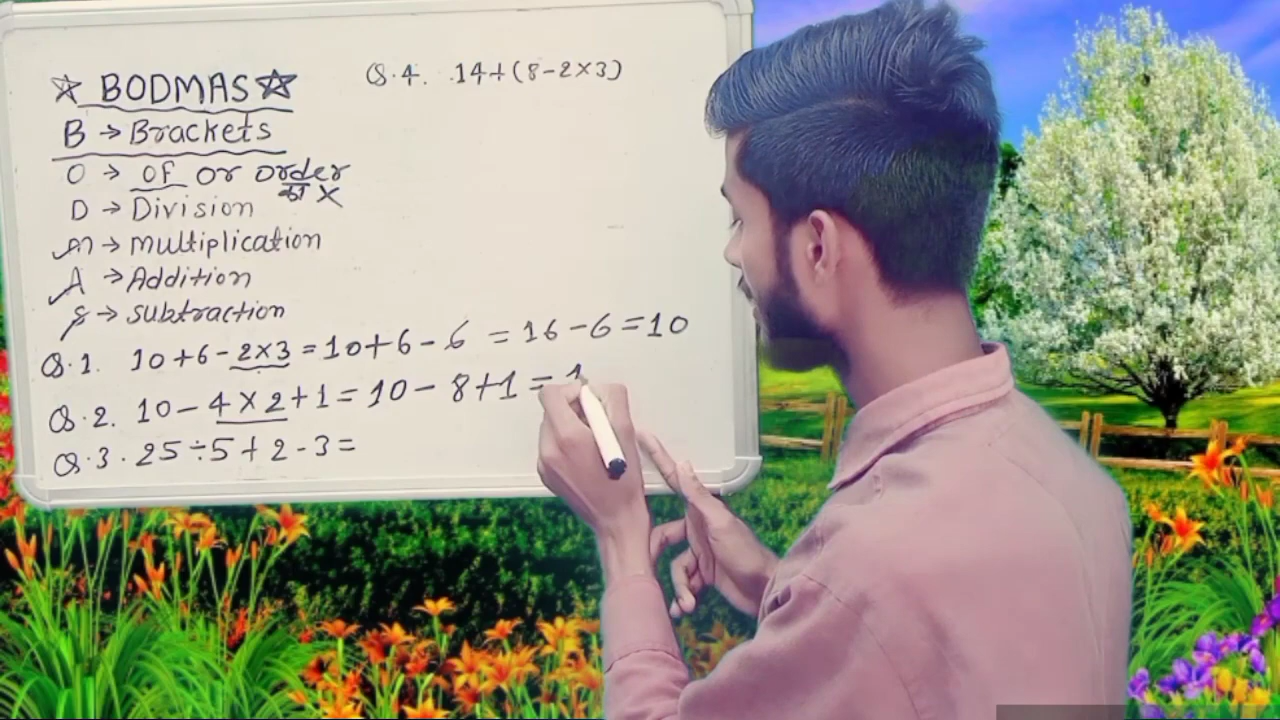 ☆ BODMAS ☆
B → Brackets
O → OF or order
का X
D → Division
M → multiplication
A → Addition
S → subtraction
Q.1. 10+6-2×3=10+6-6 =16-6=10
Q.2. 10-4×2+1=10-8+1=1
Q.3. 25÷5+2-3=
Q.4. 14+(8-2×3)